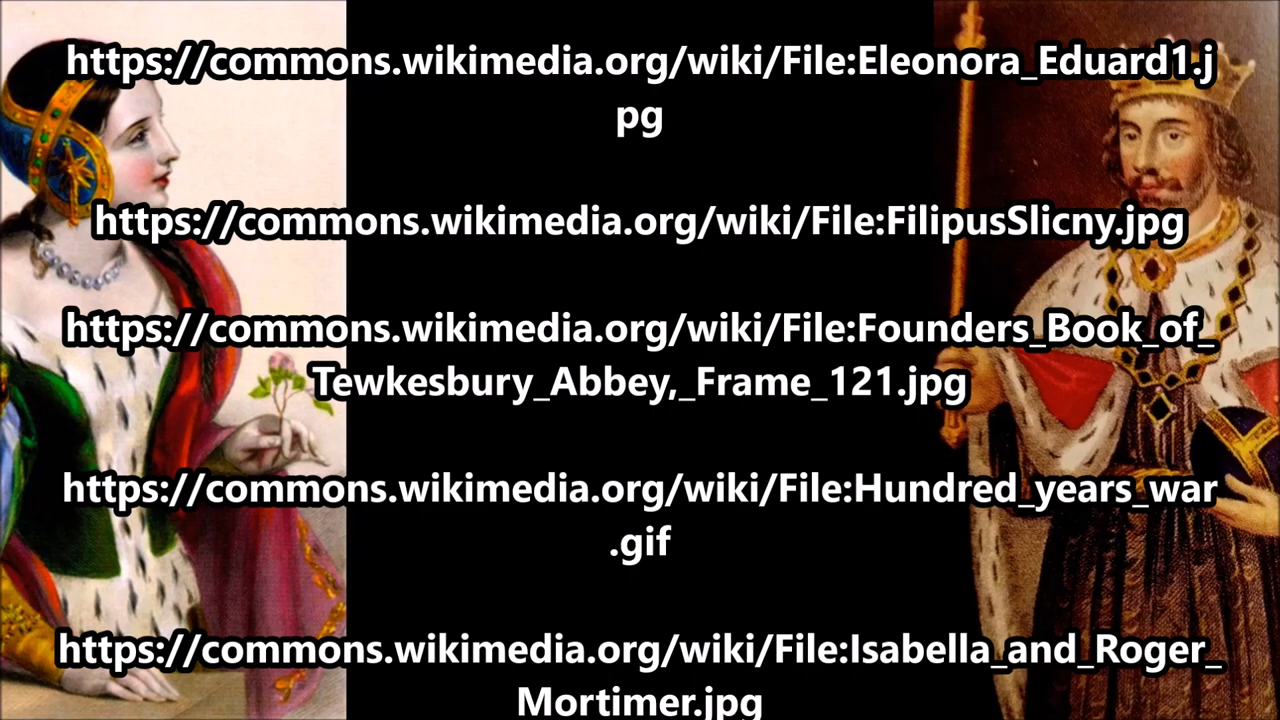 https://commons.wikimedia.org/wiki/File:Eleonora_Eduard1.j
pg
https://commons.wikimedia.org/wiki/File:FilipusSlicny.jpg
https://commons.wikimedia.org/wiki/File:Founders_Book_of_
Tewkesbury_Abbey,_Frame_121.jpg
https://commons.wikimedia.org/wiki/File:Hundred_years_war
.gif
https://commons.wikimedia.org/wiki/File:Isabella_and_Roger_
Mortimer.jpg